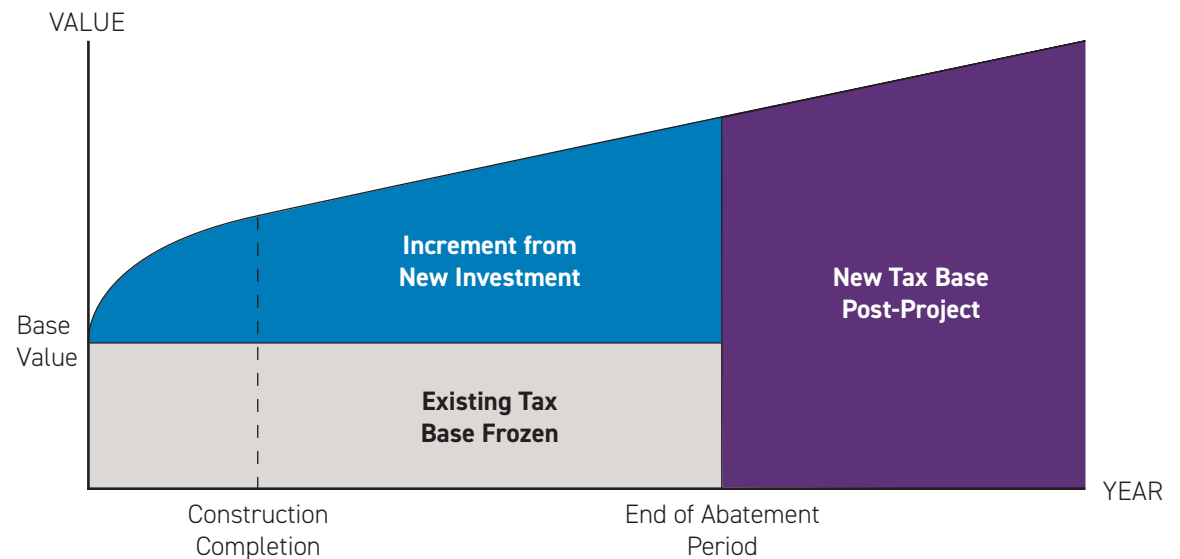 VALUE
Increment from
New Investment
New Tax Base
Post-Project
Base
Value
Existing Tax
Base Frozen
YEAR
Construction
Completion
End of Abatement
Period